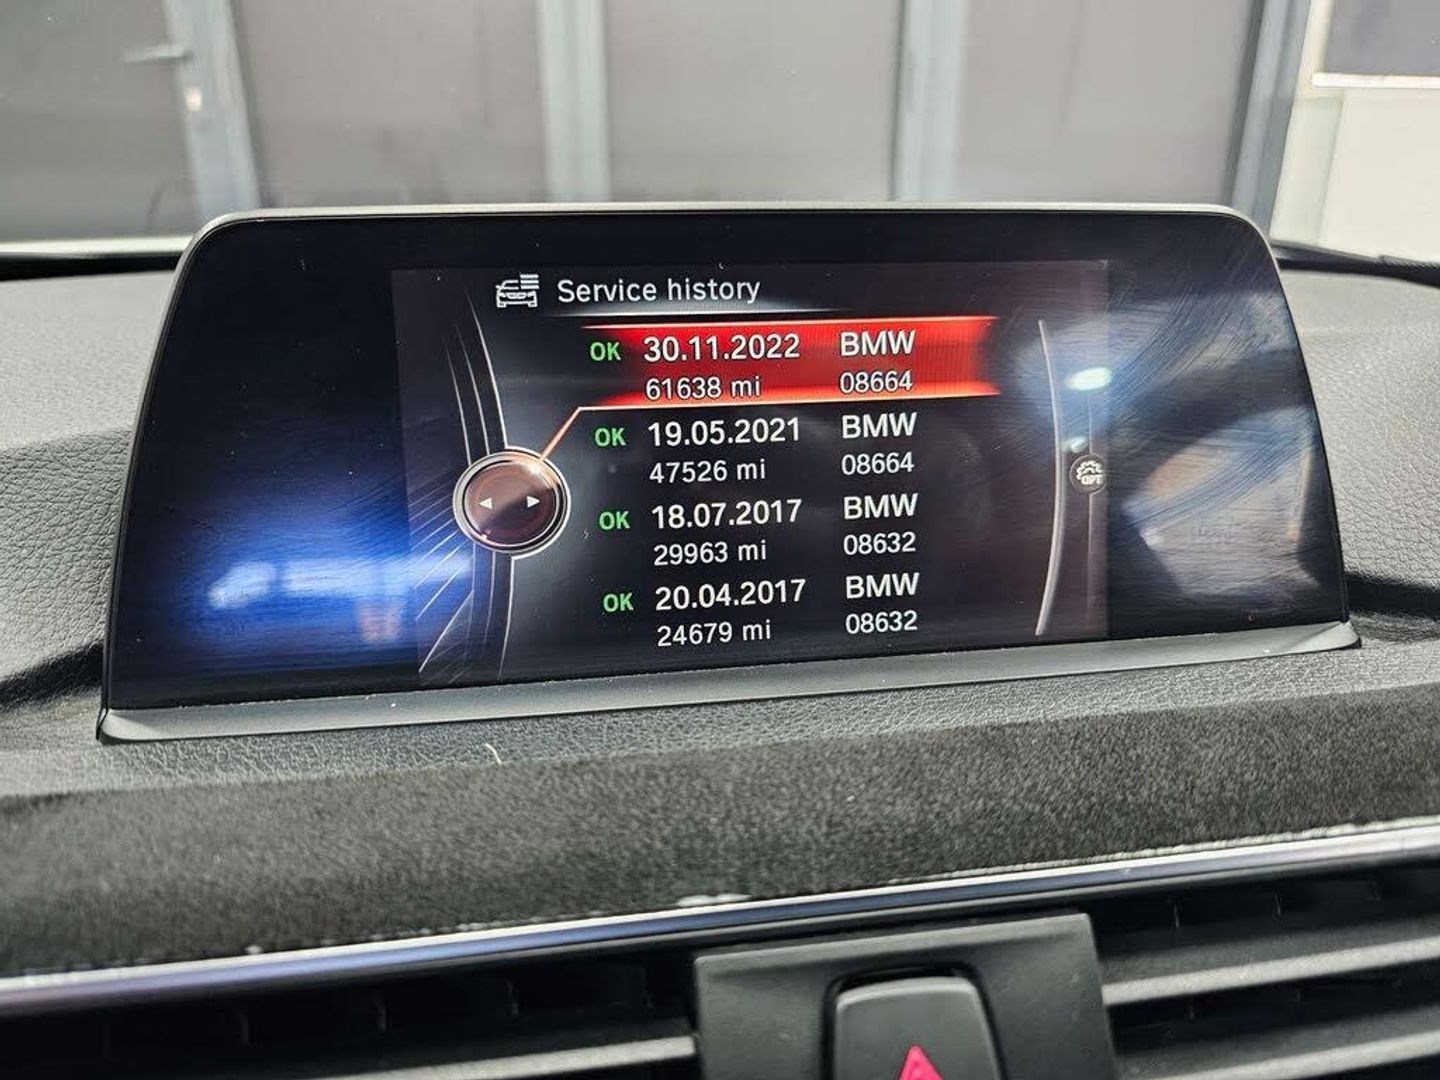 Service history
OK 30.11.2022 BMW
61638 mi 08664
OK 19.05.2021 BMW
47526 mi 08664
OPT
OK 18.07.2017 BMW
29963 mi 08632
OK 20.04.2017 BMW
24679 mi 08632